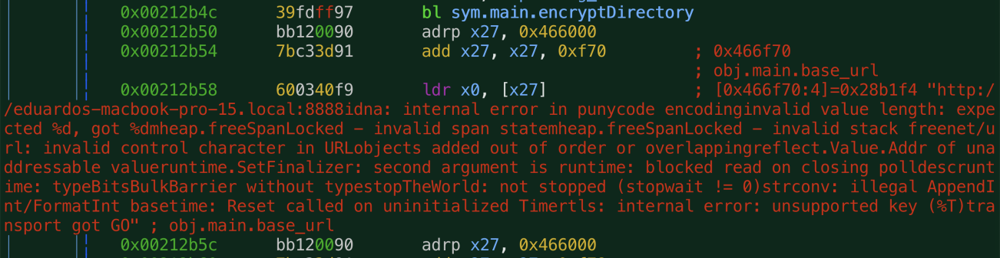 0x00212b4c 39fdff97 bl sym.main.encryptDirectory
0x00212b50 bb120090 adrp x27, 0x466000
0x00212b54 7bc33d91 add x27, x27, 0xf70 ; 0x466f70
; obj.main.base_url
0x00212b58 600340f9 ldr x0, [x27] ; [0x466f70:4]=0x28b1f4 "http:/
/eduardos-macbook-pro-15.local:8888idna: internal error in punycode encodinginvalid value length: expe
cted %d, got %dmheap.freeSpanLocked - invalid span statemheap.freeSpanLocked - invalid stack freenet/u
rl: invalid control character in URLobjects added out of order or overlappingreflect.Value.Addr of una
ddressable valueruntime.SetFinalizer: second argument is runtime: blocked read on closing polldescrunt
ime: typeBitsBulkBarrier without typestopTheWorld: not stopped (stopwait != 0)strconv: illegal AppendI
nt/FormatInt basetime: Reset called on uninitialized Timertls: internal error: unsupported key (%T)tra
nsport got GO" ; obj.main.base_url
0x00212b5c bb120090 adrp x27, 0x466000